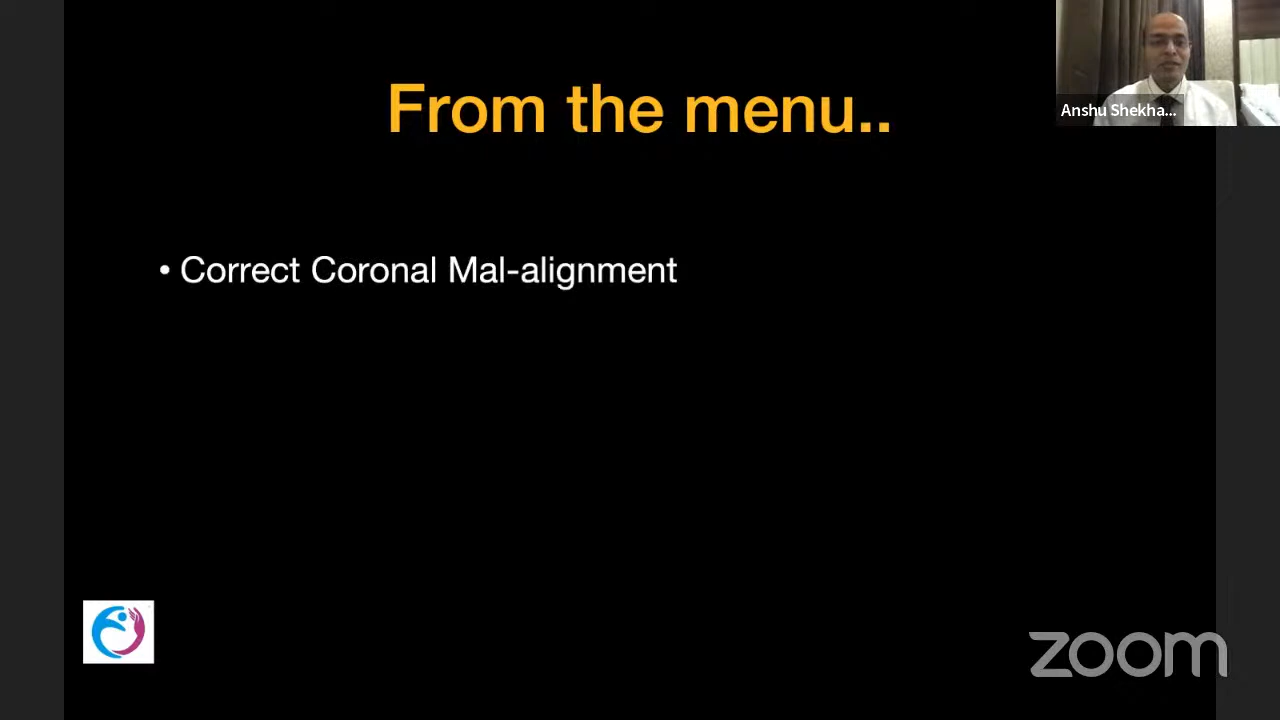 From the menu..
Anshu Shekha...
• Correct Coronal Mal-alignment
zoom